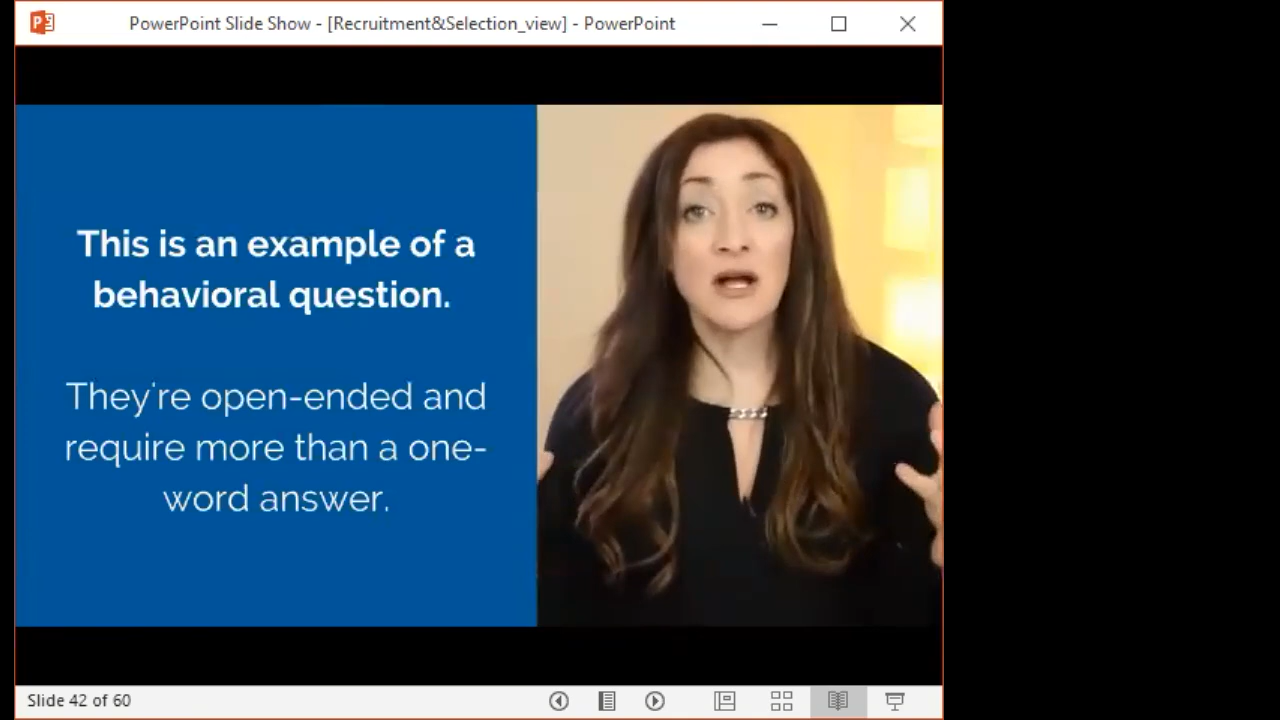 PowerPoint Slide Show - [Recruitment&Selection_view] - PowerPoint
This is an example of a
behavioral question.
They're open-ended and
require more than a one-
word answer.
Slide 42 of 60